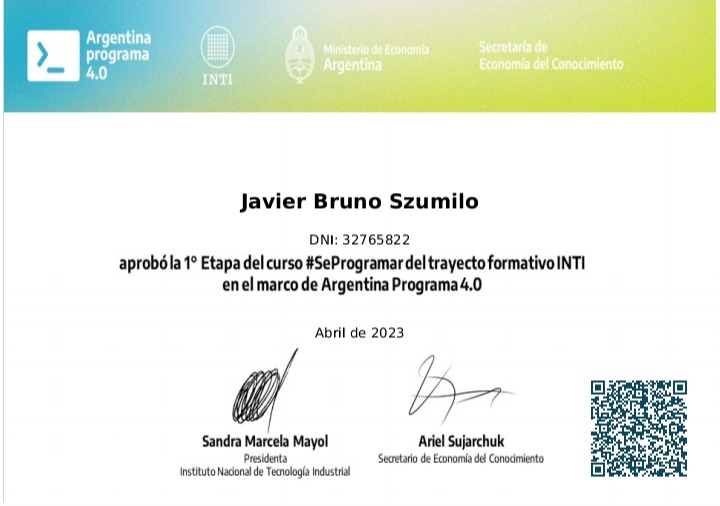 Argentina
programa
4.0
INTI
Ministerio de Economía
Argentina
Secretaría de
Economía del Conocimiento
Javier Bruno Szumilo
DNI: 32765822
aprobó la 1° Etapa del curso #SeProgramar del trayecto formativo INTI
en el marco de Argentina Programa 4.0
Abril de 2023
Sandra Marcela Mayol
Presidenta
Instituto Nacional de Tecnología Industrial
Ariel Sujarchuk
Secretario de Economía del Conocimiento